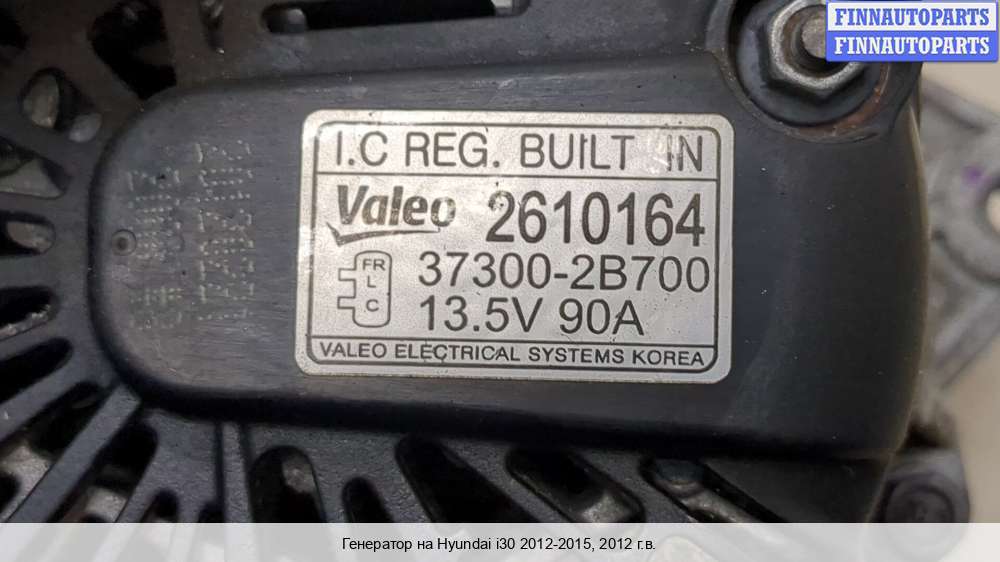 FINNAUTOPARTS
FINNAUTOPARTS
I.C REG. BUILT IN
Valeo 2610164
FR
L
C
37300-2B700
13.5V 90A
VALEO ELECTRICAL SYSTEMS KOREA
Генератор на Hyundai i30 2012-2015, 2012 г.в.